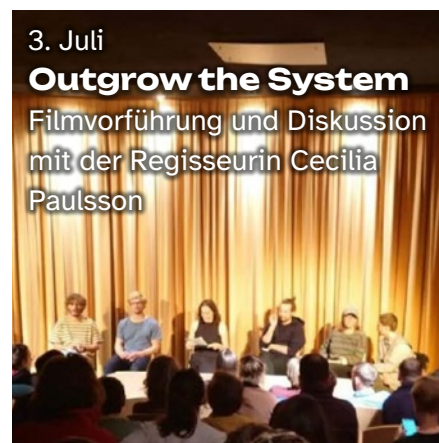 3. Juli
Outgrow the System
Filmvorführung und Diskussion
mit der Regisseurin Cecilia
Paulsson